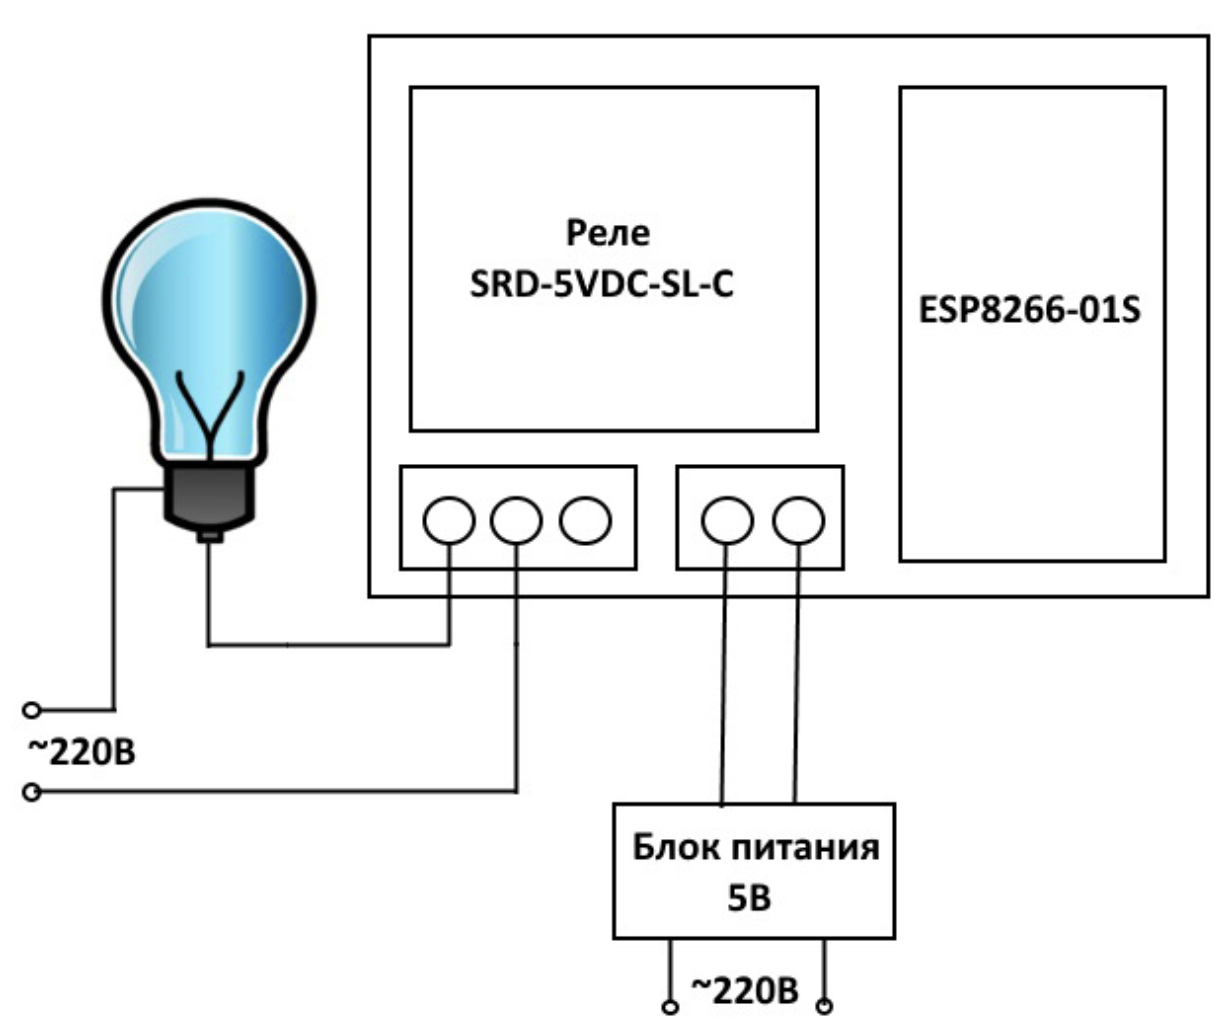 Реле
SRD-5VDC-SL-C
ESP8266-01S
~220В
Блок питания
5В
~220В